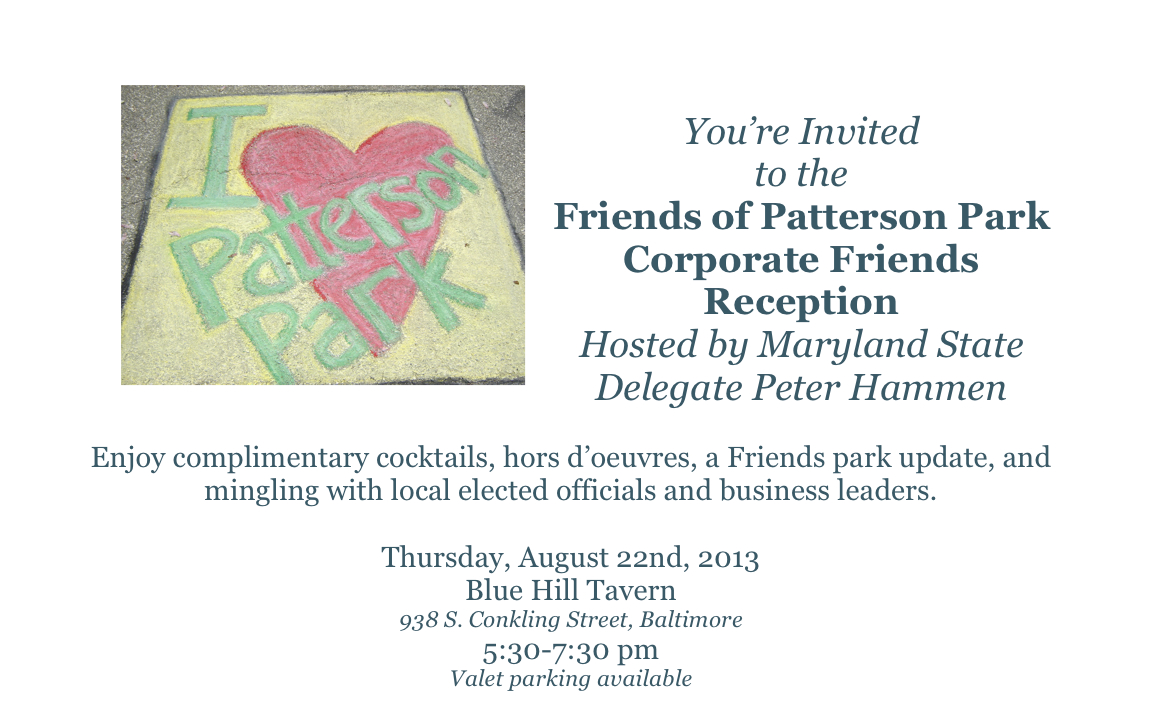 I
Patterson
Park
You're Invited
to the
Friends of Patterson Park
Corporate Friends
Reception
Hosted by Maryland State
Delegate Peter Hammen
Enjoy complimentary cocktails, hors d'oeuvres, a Friends park update, and
mingling with local elected officials and business leaders.
Thursday, August 22nd, 2013
Blue Hill Tavern
938 S. Conkling Street, Baltimore
5:30-7:30 pm
Valet parking available